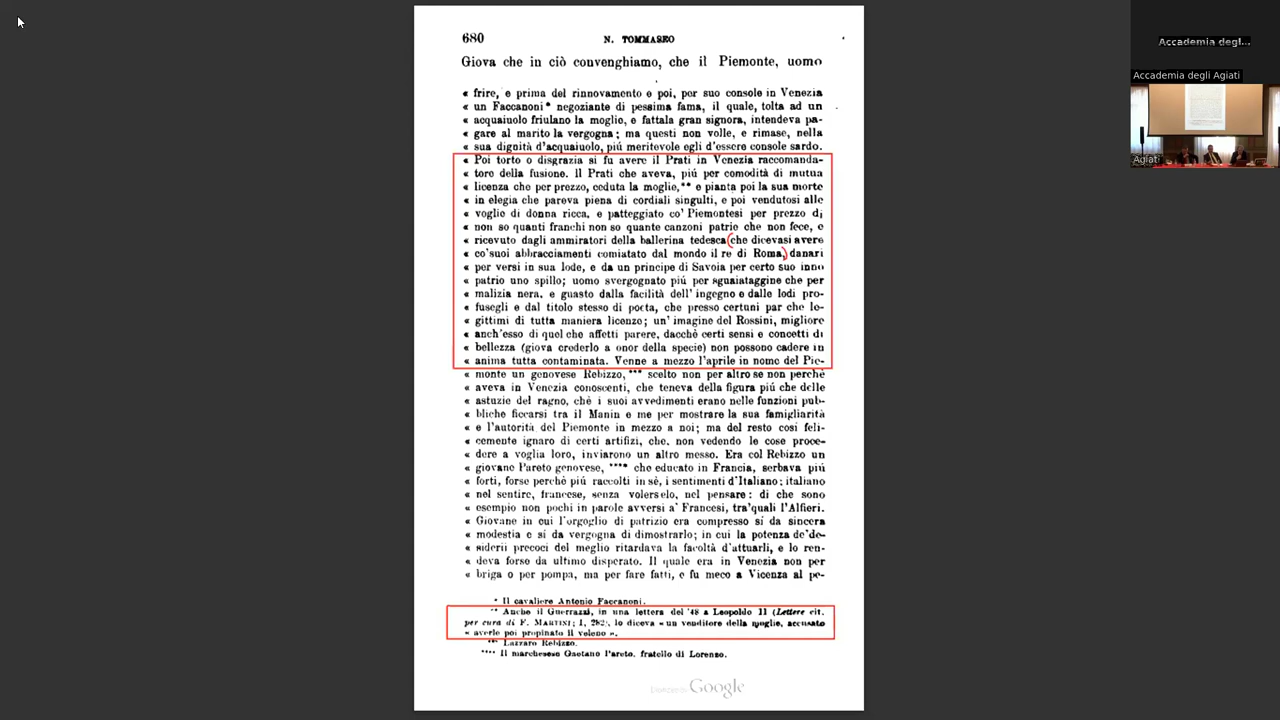 680 N. TOMMASEO
Giova che in ciò convenghiamo, che il Piemonte, uomo
« frire, e prima del rinnovamento e poi, per suo console in Venezia
« un Faccanoni * negoziante di pessima fama, il quale, tolta ad un
« acquaiuolo friulano la moglie, e fattala gran signora, intendeva pa-
« gare al marito la vergogna; ma questi non volle, e rimase, nella
« sua dignità d'acquaiuolo, piú meritevole egli d'essere console sardo.
« Poi torto o disgrazia si fu avere il Prati in Venezia raccomanda-
« tore della fusione. Il Prati che aveva, piú per comodità di mutua
« licenza che per prezzo, ceduta la moglie, ** e pianta poi la sua morte
« in elegia che pareva piena di cordiali singulti, e poi vendutosi alle
« voglie di donna ricca, e patteggiato co' Piemontesi per prezzo di
« non so quanti franchi non so quante canzoni patrie che non fece, e
« ricevuto dagli ammiratori della ballerina tedesca (che dicevasi avere
« co'suoi abbracciamenti comiatato dal mondo il re di Roma,) danari
« per versi in sua lode, e da un principe di Savoia per certo suo inno
« patrio uno spillo; uomo svergognato piú per sguaiataggine che per
« malizia nera, e guasto dalla facilità dell' ingegno e dalle lodi pro-
« fusegli e dal titolo stesso di poeta, che presso certuni par che le-
« gittimi di tutta maniera licenze; un' imagine del Rossini, migliore
« anch'esso di quel che affetti parere, dacchè certi sensi e concetti di
« bellezza (giova crederlo a onor della specie) non possono cadere in
« anima tutta contaminata. Venne a mezzo l'aprile in nome del Pie-
« monte un genovese Rebizzo, *** scelto non per altro se non perchè
« aveva in Venezia conoscenti, che teneva della figura piú che delle
« astuzie del ragno, chè i suoi avvedimenti erano nelle funzioni pub-
« bliche ficcarsi tra il Manin e me per mostrare la sua famigliarità
« e l'autorità del Piemonte in mezzo a noi; ma del resto cosí feli-
« cemente ignaro di certi artifizi, che, non vedendo le cose proce-
« dere a voglia loro, inviarono un altro messo. Era col Rebizzo un
« giovane Pareto genovese, **** che educato in Francia, serbava piú
« forti, forse perchè piú raccolti in sè, i sentimenti d'Italiano; italiano
« nel sentire, francese, senza volerselo, nel pensare: di che sono
« esempio non pochi in parole avversi a' Francesi, tra'quali l'Alfieri.
« Giovane in cui l'orgoglio di patrizio era compresso sí da sincera
« modestia e sí da vergogna di dimostrarlo; in cui la potenza de'de-
« siderii precoci del meglio ritardava la facoltà d'attuarli, e lo ren-
« deva forse da ultimo disperato. Il quale era in Venezia non per
« briga o per pompa, ma per fare fatti, e fu meco a Vicenza al pe-
* Il cavaliere Antonio Faccanoni.
** Anche il Guerrazzi, in una lettera del '48 a Leopoldo II (Lettere cit.
per cura di F. MARTINI; I, 282), lo diceva « un venditore della moglie, accusato
« averle poi propinato il veleno ».
*** Lazzaro Rebizzo.
**** Il marchese Gaetano Pareto, fratello di Lorenzo.
Google
Accademia degl...
Accademia degli Agiati
Agiati